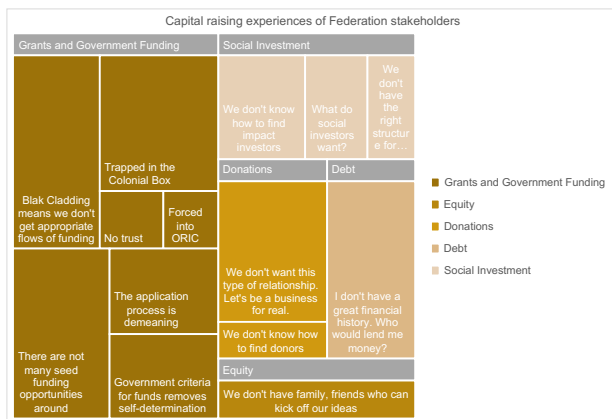 Capital raising experiences of Federation stakeholders
Grants and Government Funding
Blak Cladding
means we don't
get appropriate
flows of funding
Trapped in the
Colonial Box
No trust
Forced
into
ORIC
There are not
many seed
funding
opportunities
around
The application
process is
demeaning
Government criteria
for funds removes
self-determination
Social Investment
We don't know
how to find
impact
investors
What do
social
investors
want?
We
don't
have
the
right
structur
e for…
Donations
We don't want this
type of relationship.
Let's be a business
for real.
We don't know how
to find donors
Debt
I don't have a
great financial
history. Who
would lend me
money?
Equity
We don't have family, friends who can
kick off our ideas
Grants and Government Funding
Equity
Donations
Debt
Social Investment